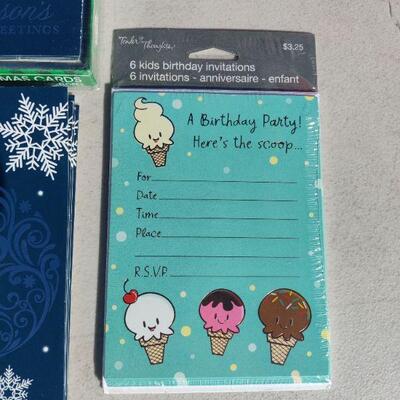 son's
GREETINGS
MAS CARDS
Tender Thoughts
$3.25
6 kids birthday invitations
6 invitations - anniversaire - enfant
A Birthday Party!
Here's the scoop...
For
Date
Time
Place
R.S.V.P.